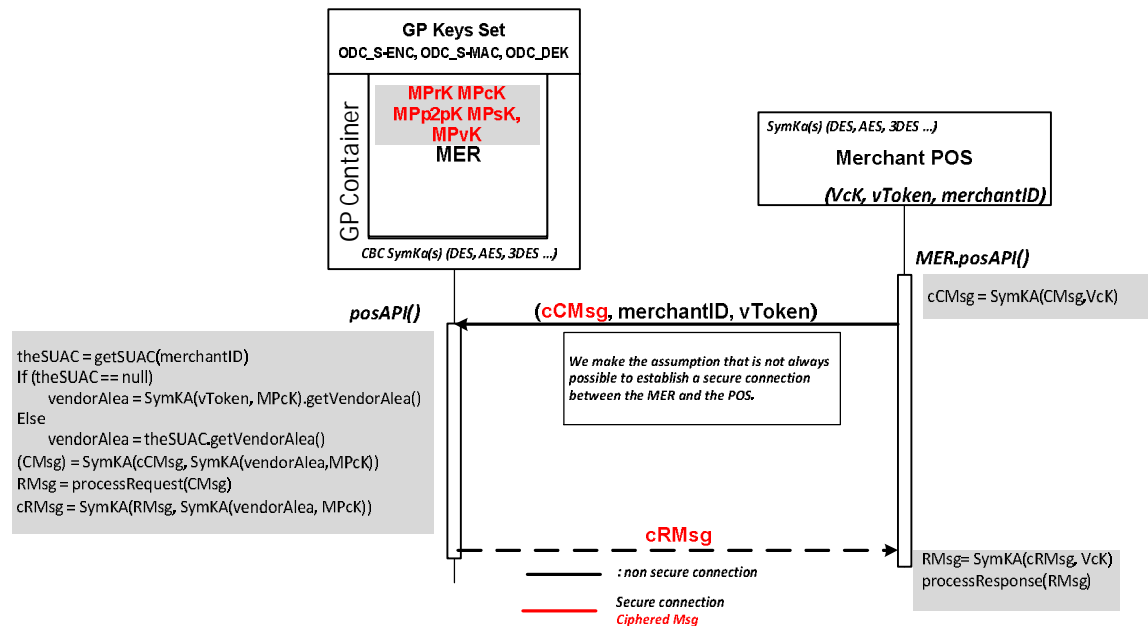 GP Keys Set
ODC_S-ENC, ODC_S-MAC, ODC_DEK
GP Container
MPrK MPcK
MPp2pK MPsK,
MPvK
MER
CBC SymKa(s) (DES, AES, 3DES ...)
SymKa(s) (DES, AES, 3DES ...)
Merchant POS
(VcK, vToken, merchantID)
MER.posAPI()
cCMsg = SymKA(CMsg,VcK)
posAPI()
(cCMsg, merchantID, vToken)
We make the assumption that is not always
possible to establish a secure connection
between the MER and the POS.
theSUAC = getSUAC(merchantID)
If (theSUAC == null)
vendorAlea = SymKA(vToken, MPcK).getVendorAlea()
Else
vendorAlea = theSUAC.getVendorAlea()
(CMsg) = SymKA(cCMsg, SymKA(vendorAlea,MPcK))
RMsg = processRequest(CMsg)
cRMsg = SymKA(RMsg, SymKA(vendorAlea, MPcK))
cRMsg
RMsg= SymKA(cRMsg, VcK)
processResponse(RMsg)
: non secure connection
Secure connection
Ciphered Msg